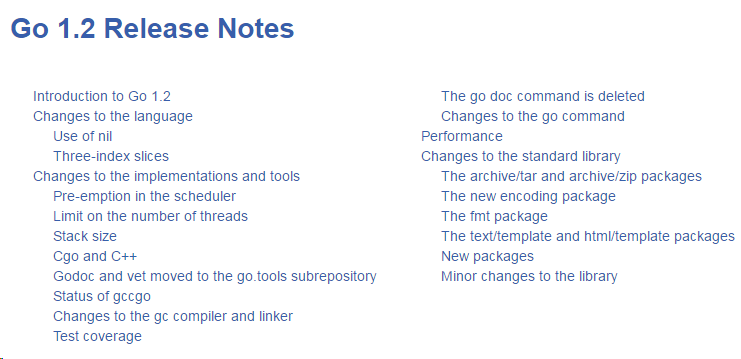 Go 1.2 Release Notes
Introduction to Go 1.2
Changes to the language
Use of nil
Three-index slices
Changes to the implementations and tools
Pre-emption in the scheduler
Limit on the number of threads
Stack size
Cgo and C++
Godoc and vet moved to the go.tools subrepository
Status of gccgo
Changes to the gc compiler and linker
Test coverage
The go doc command is deleted
Changes to the go command
Performance
Changes to the standard library
The archive/tar and archive/zip packages
The new encoding package
The fmt package
The text/template and html/template packages
New packages
Minor changes to the library